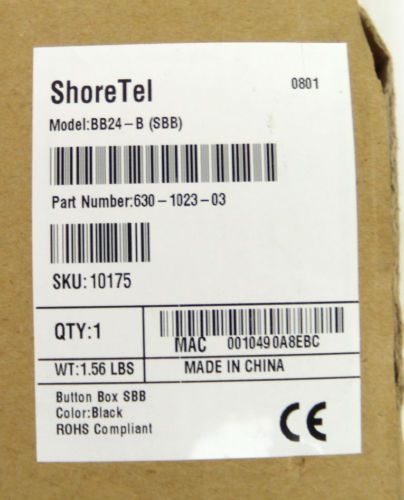 ShoreTel 0801
Model:BB24-B (SBB)
Part Number:630-1023-03
SKU:10175
QTY:1
MAC 0010490A8EBC
WT:1.56 LBS MADE IN CHINA
Button Box SBB
Color:Black
ROHS Compliant
CE